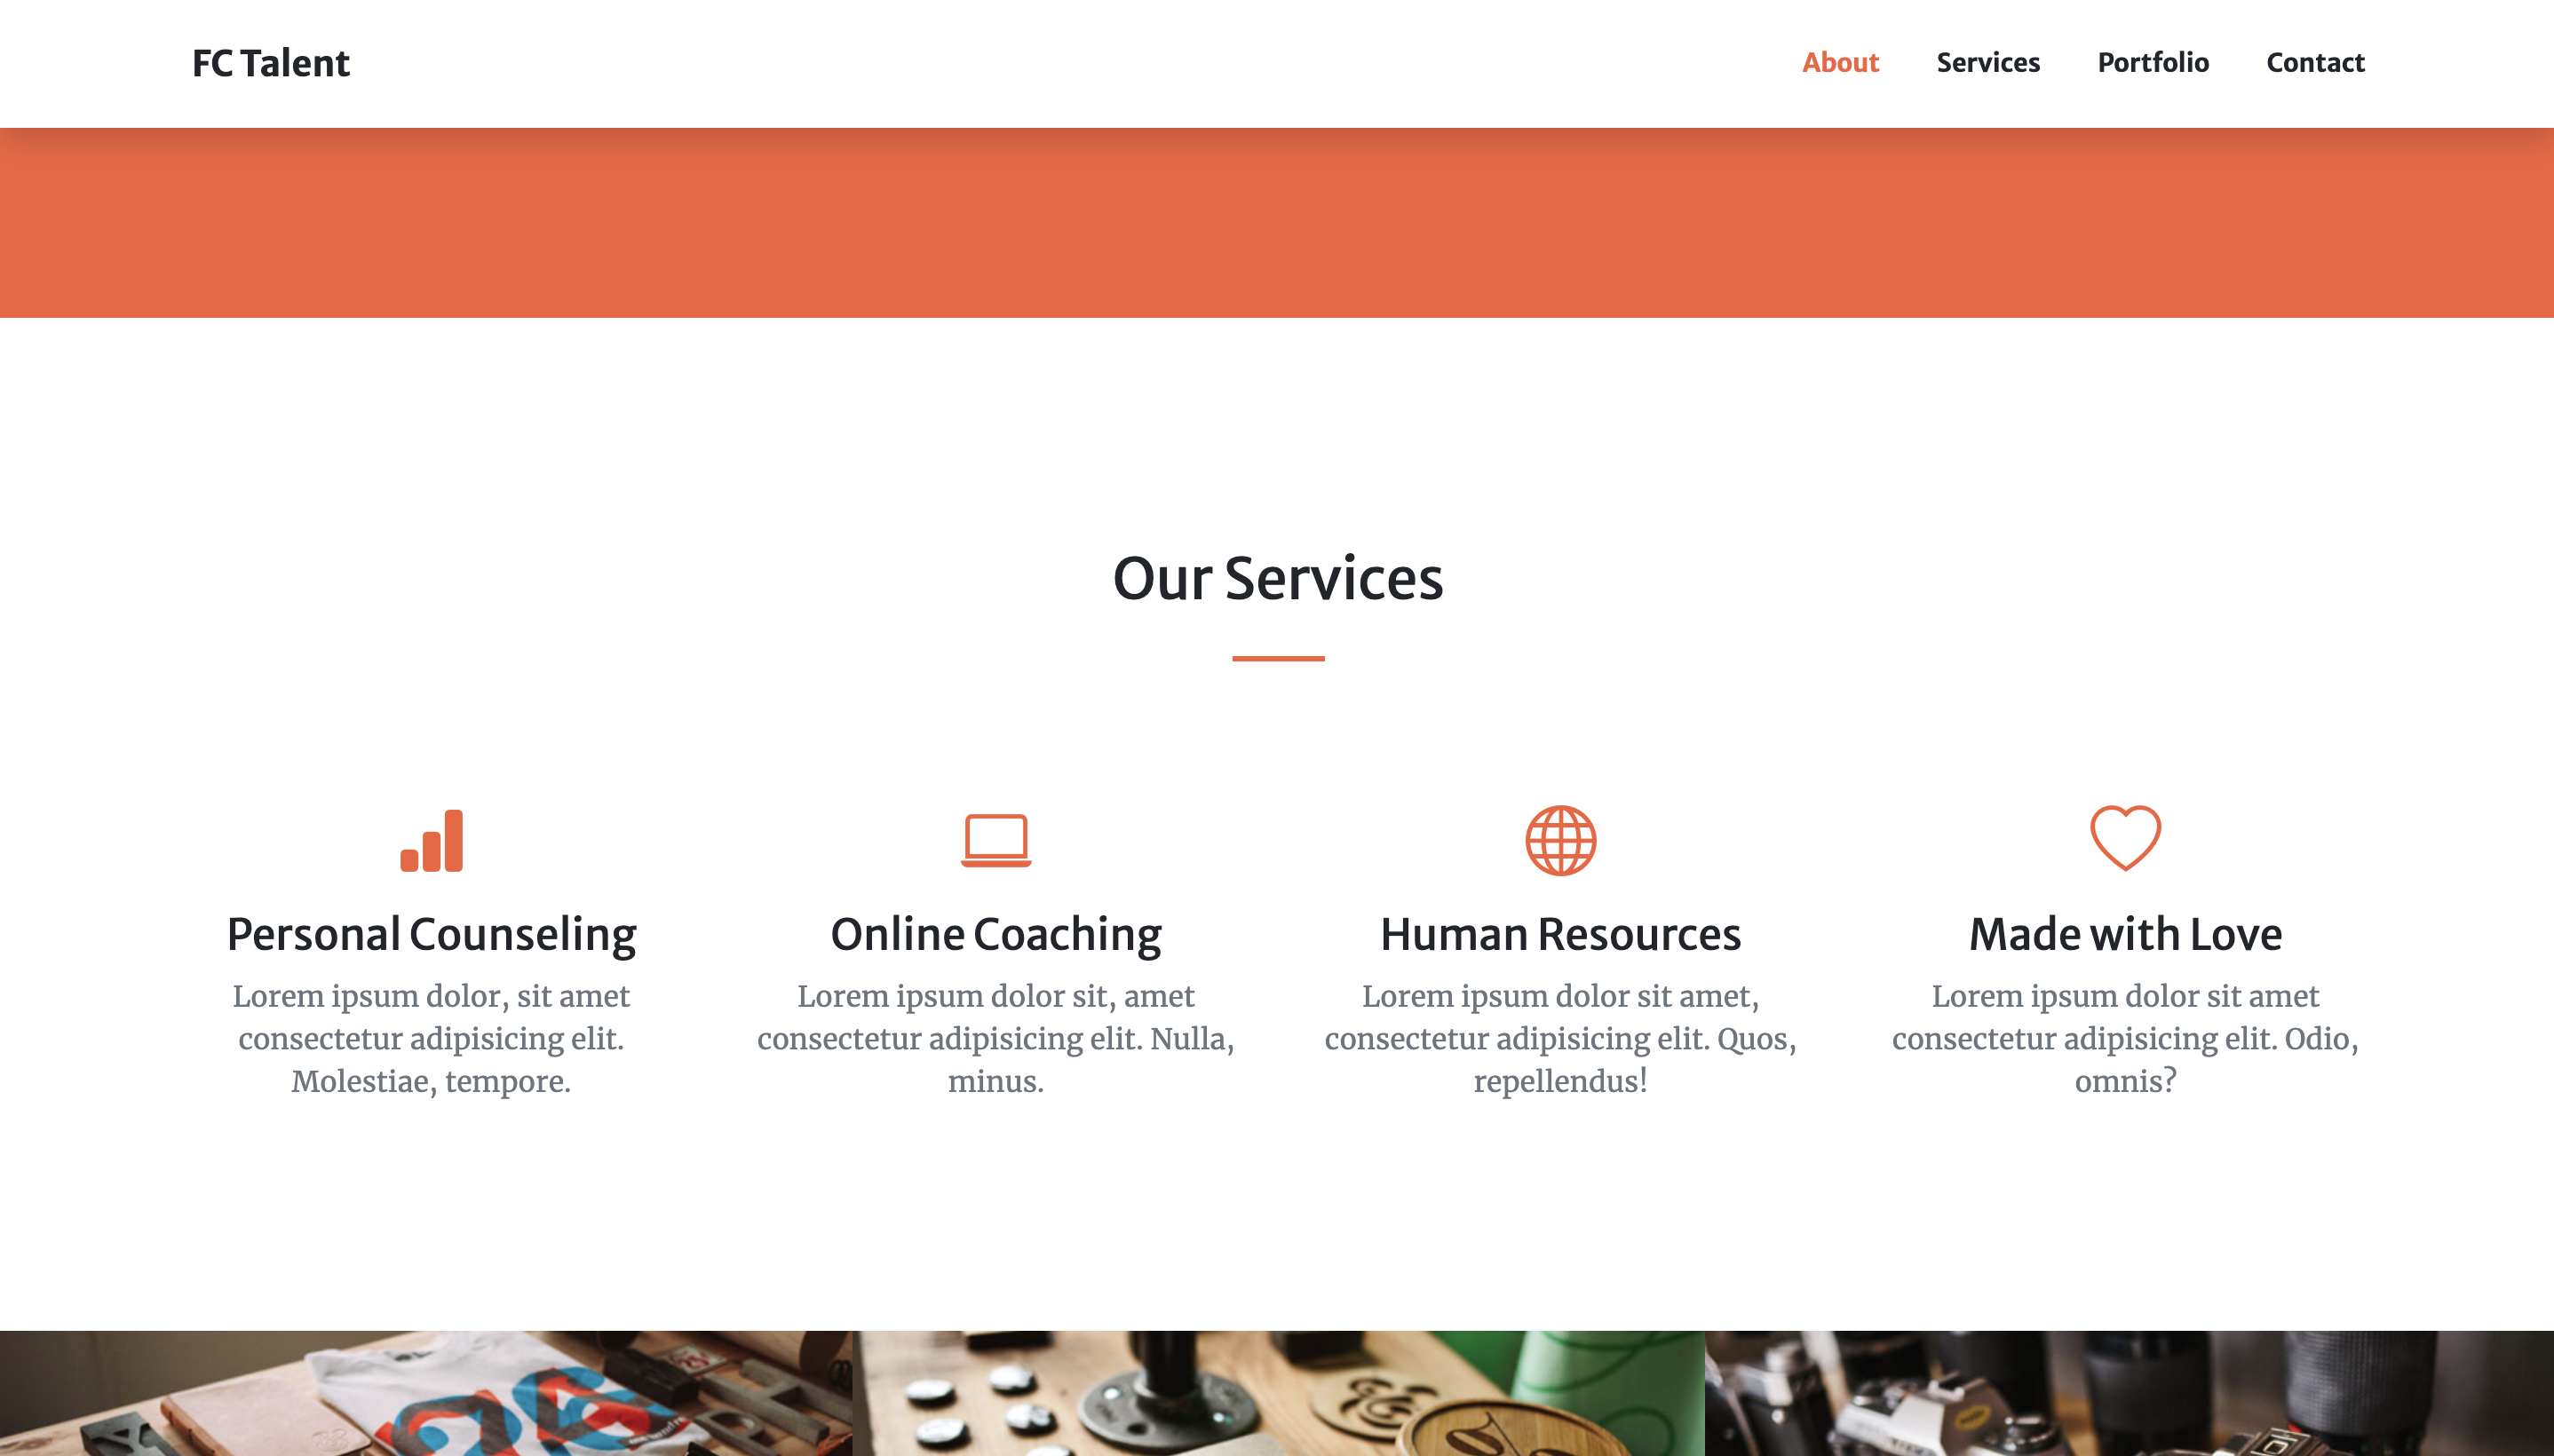 FC Talent
About Services Portfolio Contact
Our Services
Personal Counseling
Lorem ipsum dolor, sit amet
consectetur adipisicing elit.
Molestiae, tempore.
Online Coaching
Lorem ipsum dolor sit, amet
consectetur adipisicing elit. Nulla,
minus.
Human Resources
Lorem ipsum dolor sit amet,
consectetur adipisicing elit. Quos,
repellendus!
Made with Love
Lorem ipsum dolor sit amet
consectetur adipisicing elit. Odio,
omnis?